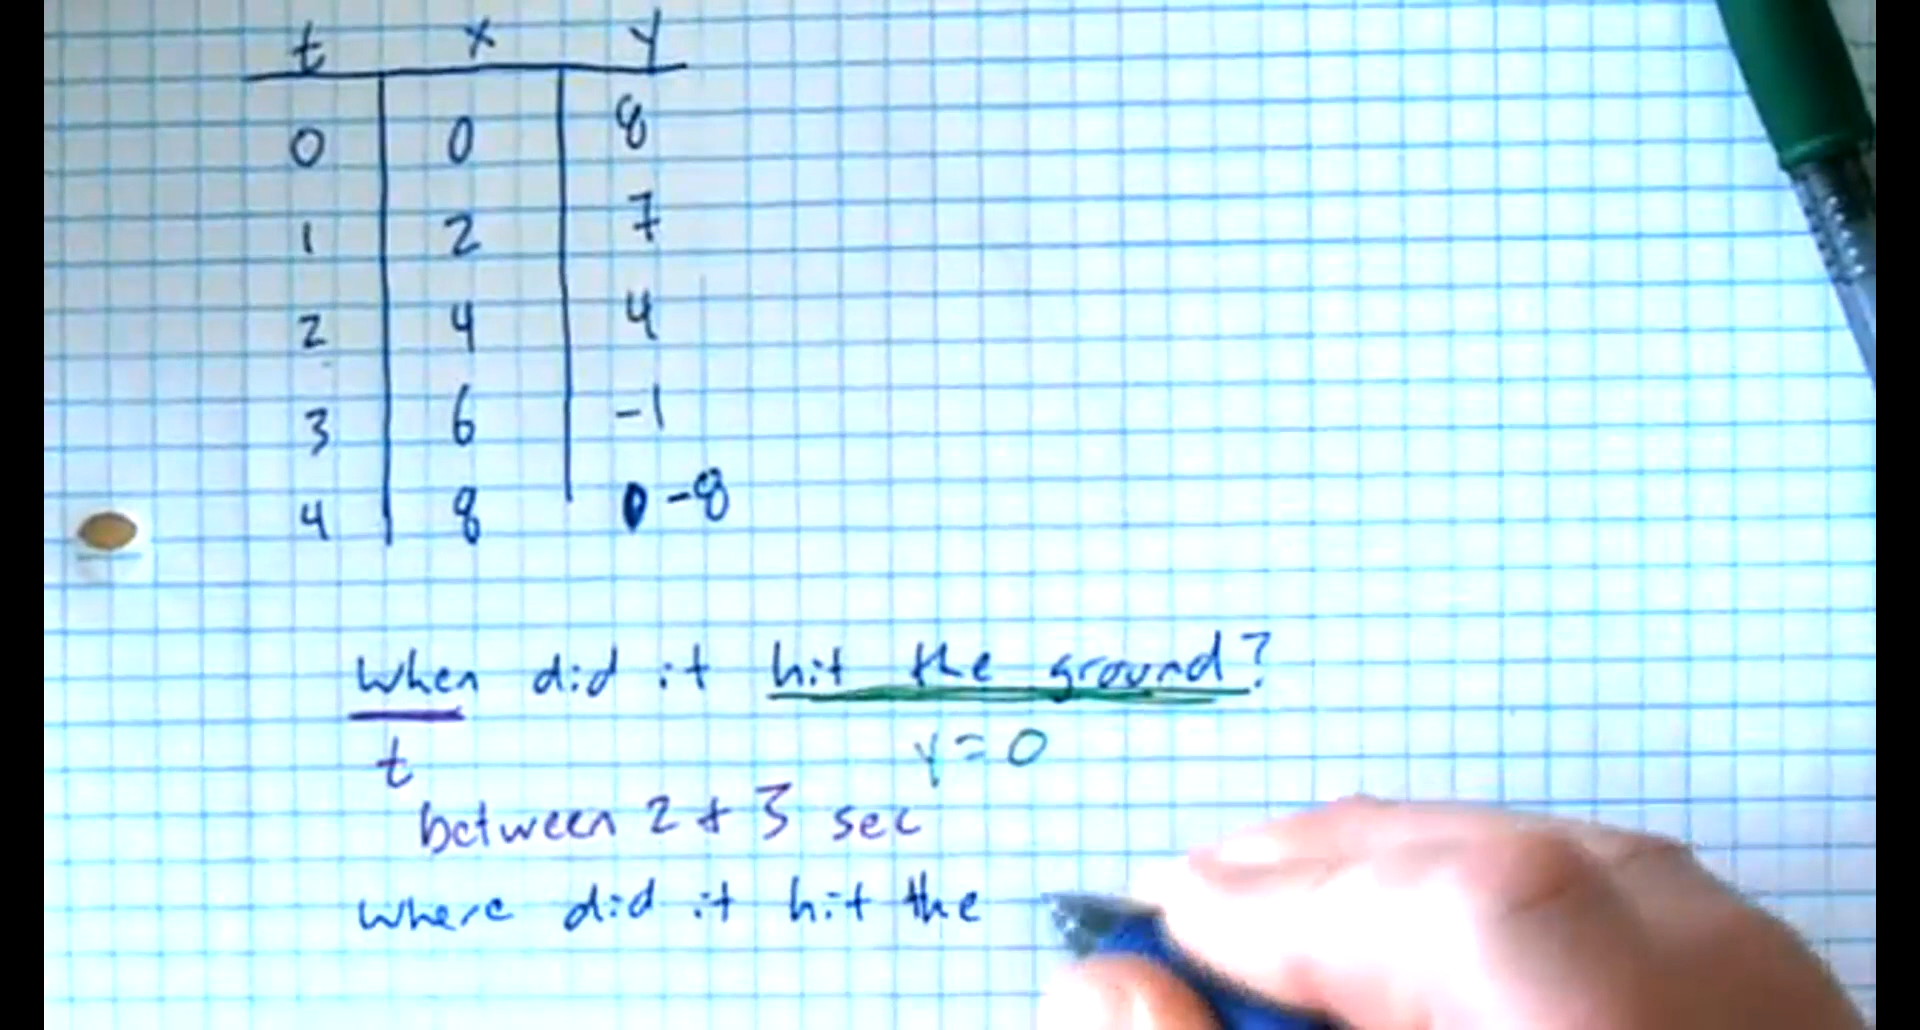 t x y
0 0 8
1 2 7
2 4 4
3 6 -1
4 8 -8
when did it hit the ground?
t y=0
between 2 + 3 sec
where did it hit the